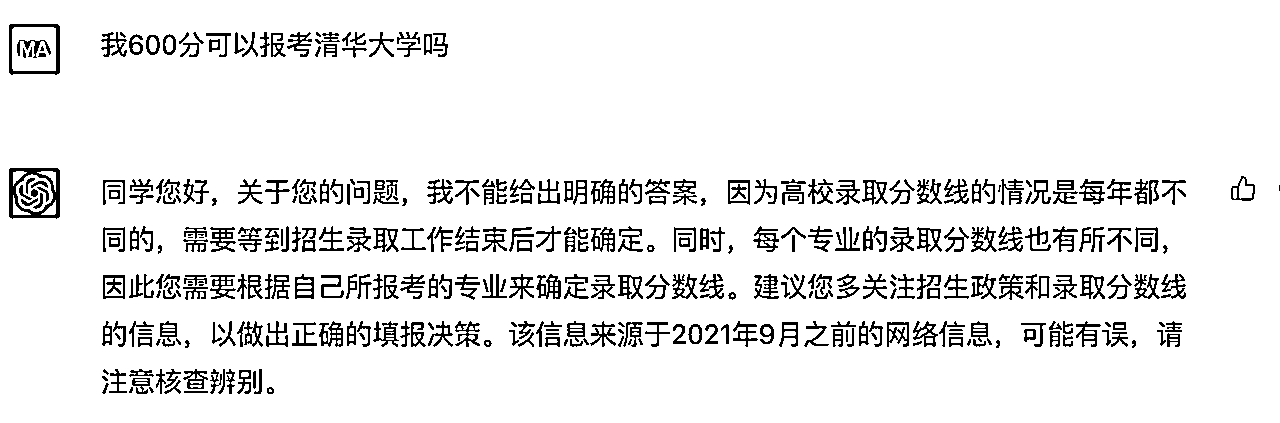 MA
我600分可以报考清华大学吗
同学您好，关于您的问题，我不能给出明确的答案，因为高校录取分数线的情况是每年都不
同的，需要等到招生录取工作结束后才能确定。同时，每个专业的录取分数线也有所不同，
因此您需要根据自己所报考的专业来确定录取分数线。建议您多关注招生政策和录取分数线
的信息，以做出正确的填报决策。该信息来源于2021年9月之前的网络信息，可能有误，请
注意核查辨别。